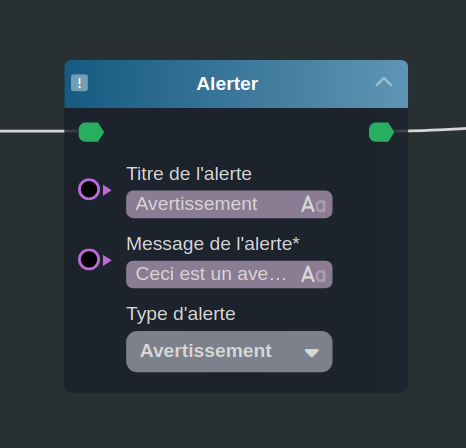 Alerter
Titre de l'alerte
Avertissement Aa
Message de l'alerte*
Ceci est un ave... Aa
Type d'alerte
Avertissement